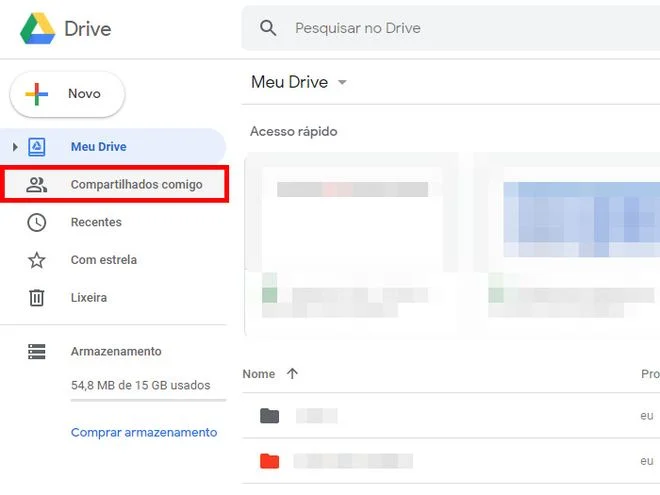 Drive
Pesquisar no Drive
Novo
Meu Drive
Acesso rápido
Meu Drive
Compartilhados comigo
Recentes
Com estrela
Lixeira
Armazenamento
54,8 MB de 15 GB usados
Comprar armazenamento
Nome
Pro
eu
eu